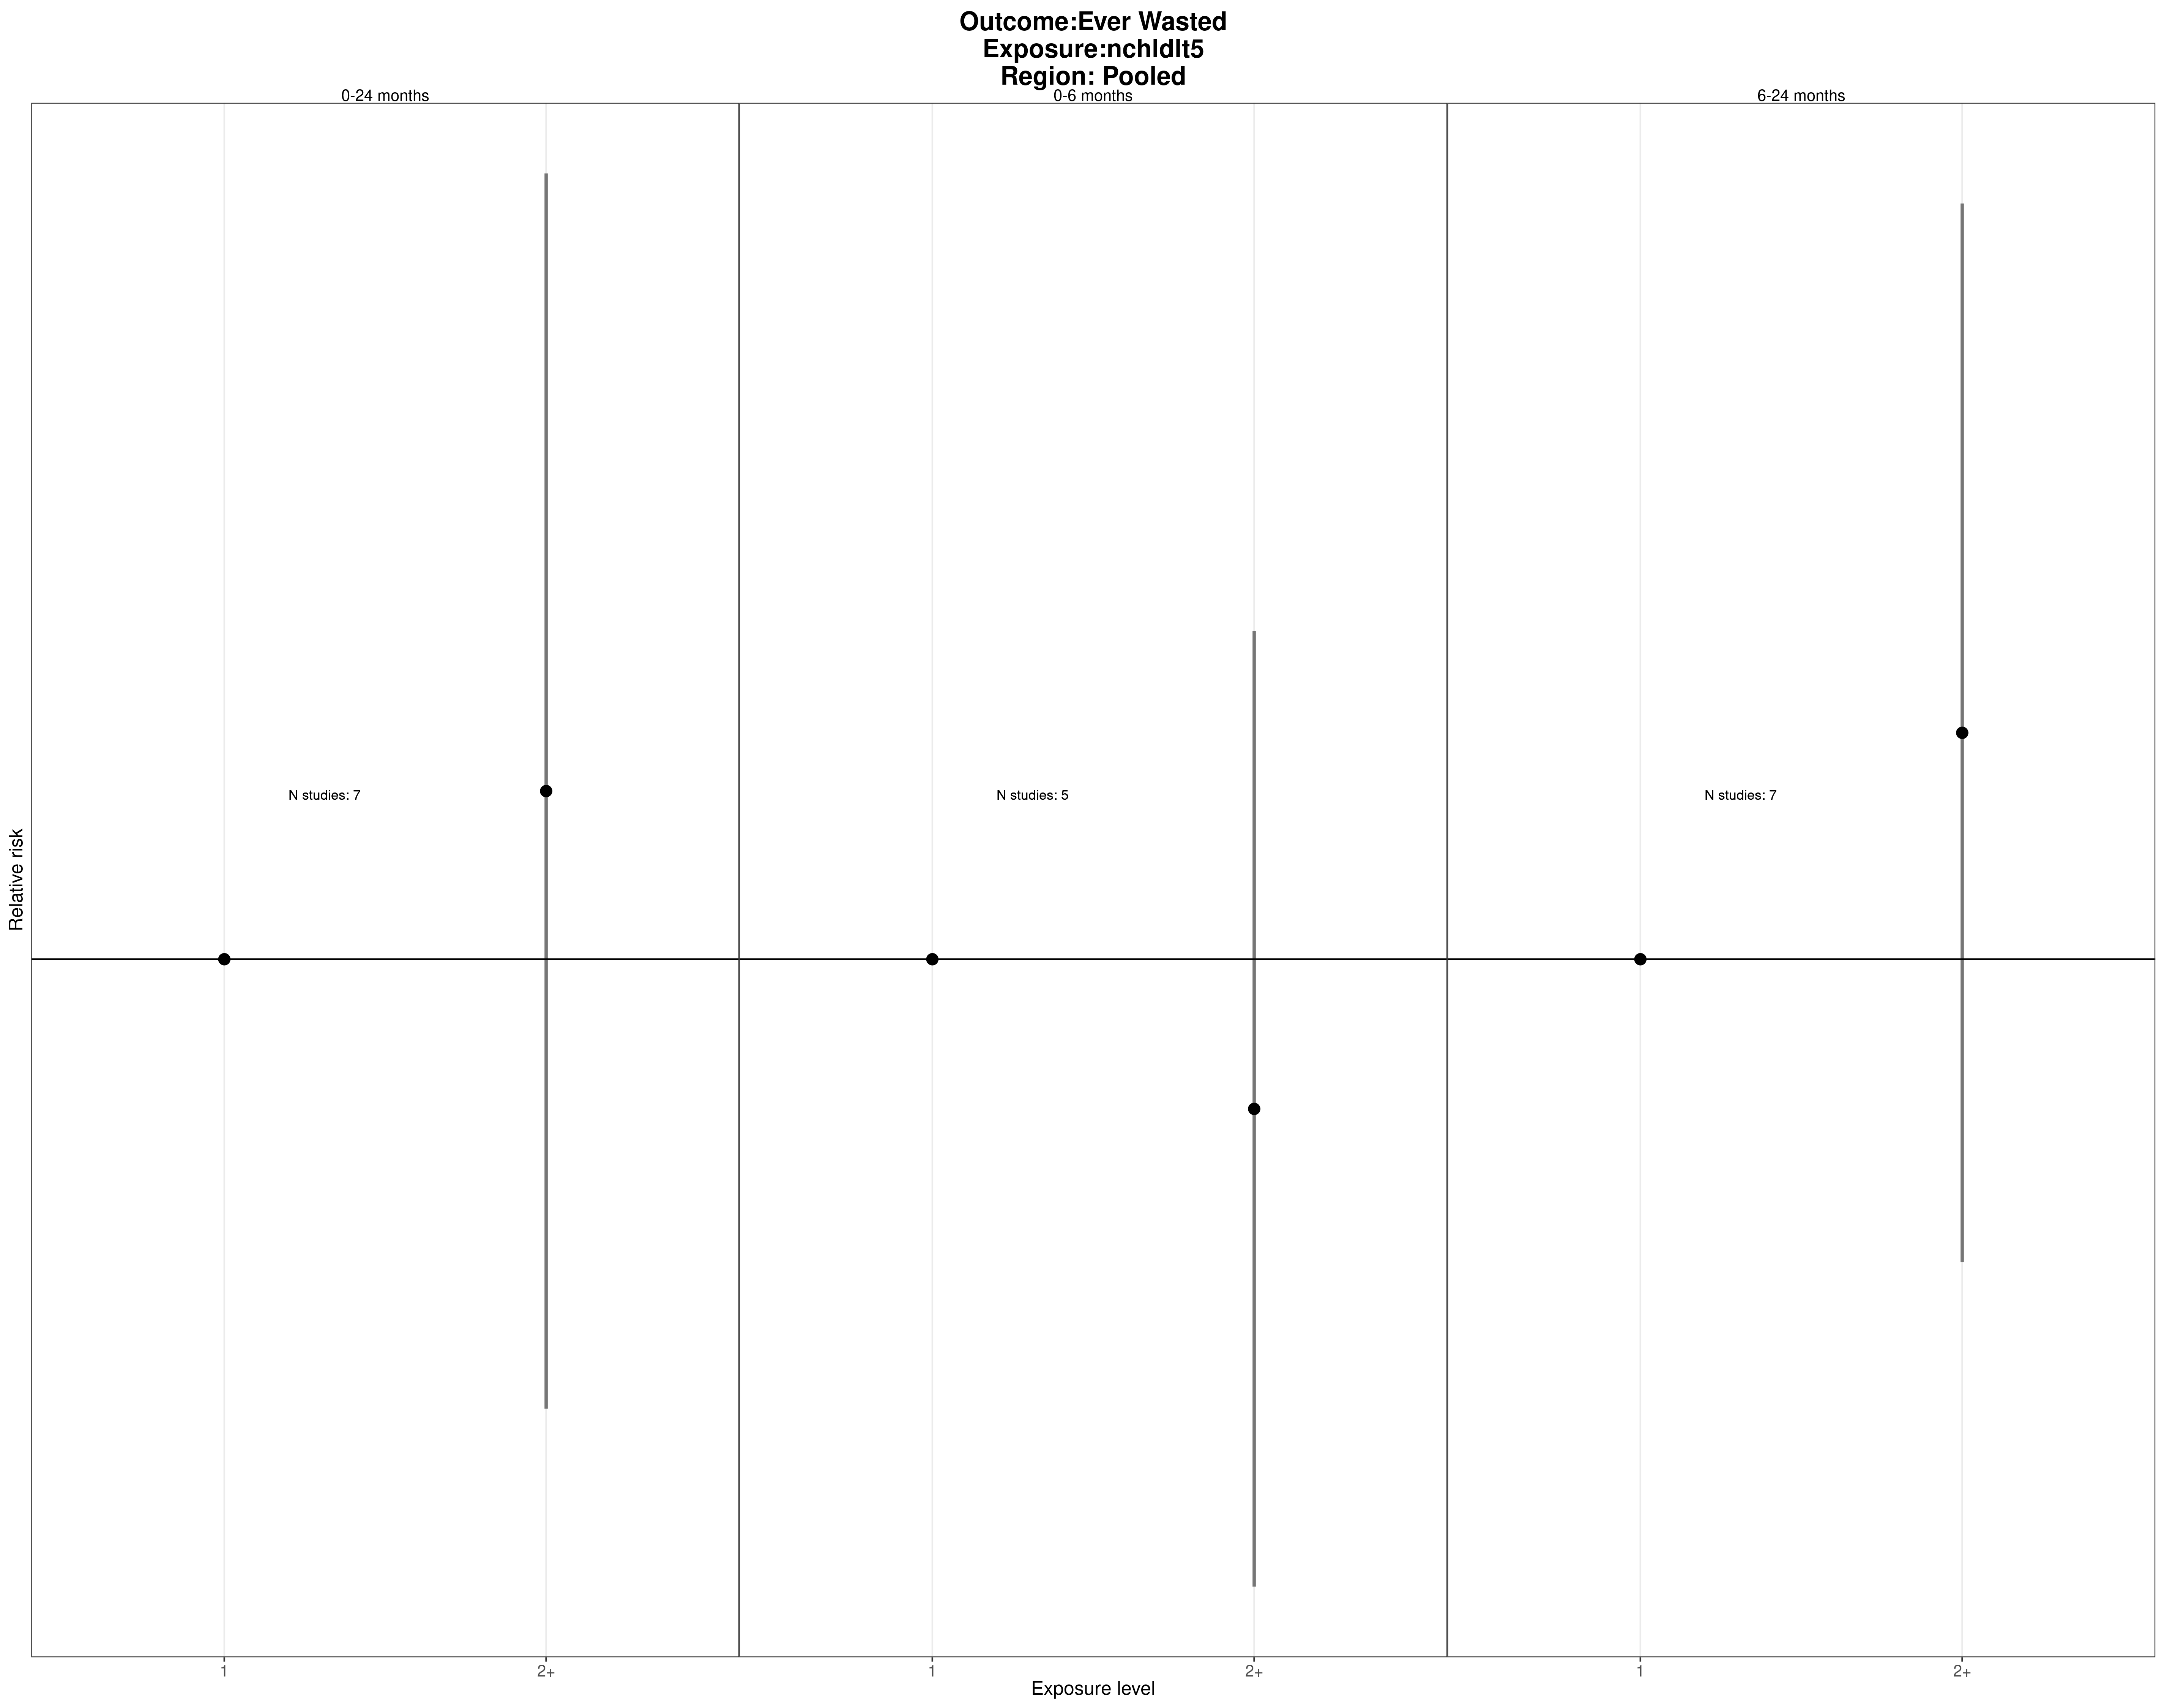 Outcome:Ever Wasted
Exposure:nchldlt5
Region: Pooled
0-24 months
0-6 months
6-24 months
N studies: 7
N studies: 5
N studies: 7
Relative risk
1
2+
1
2+
1
2+
Exposure level